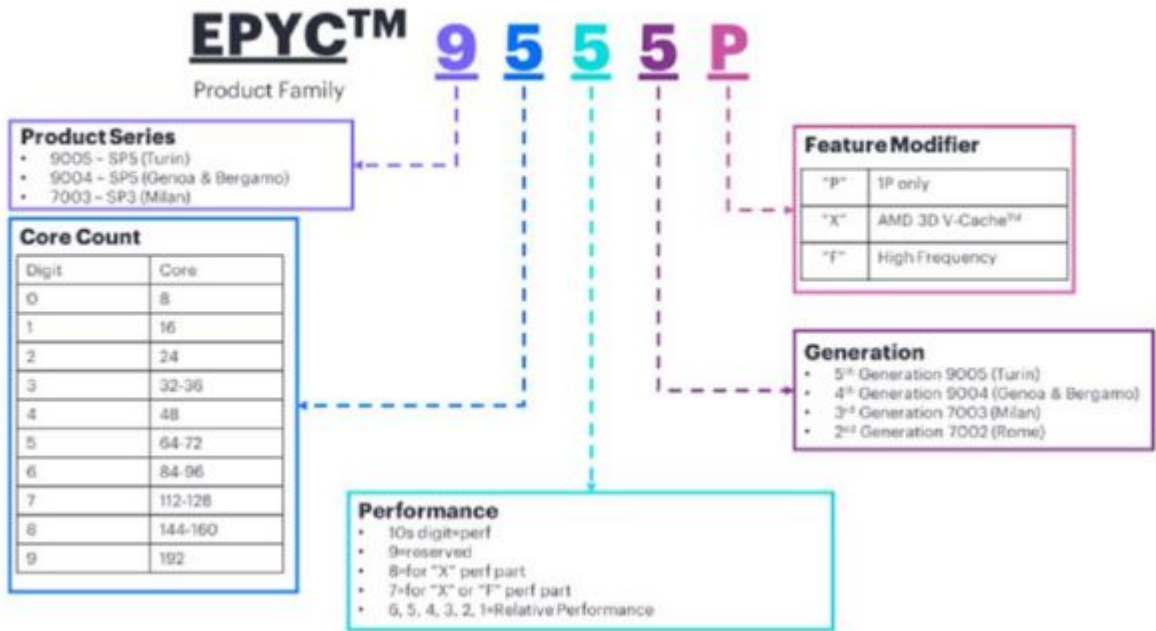 EPYC™ 9 5 5 5 P
Product Family
Product Series
• 9005 – SP5 (Turin)
• 9004 – SP5 (Genoa & Bergamo)
• 7003 – SP3 (Milan)
Feature Modifier
"P" 1P only
"X" AMD 3D V-Cache™
"F" High Frequency
Core Count
Digit Core
0 8
1 16
2 24
3 32-36
4 48
5 64-72
6 84-96
7 112-128
8 144-160
9 192
Generation
• 5th Generation 9005 (Turin)
• 4th Generation 9004 (Genoa & Bergamo)
• 3rd Generation 7003 (Milan)
• 2nd Generation 7002 (Rome)
Performance
• 10s digit=perf
• 9=reserved
• 8=for "X" perf part
• 7=for "X" or "F" perf part
• 6, 5, 4, 3, 2, 1=Relative Performance